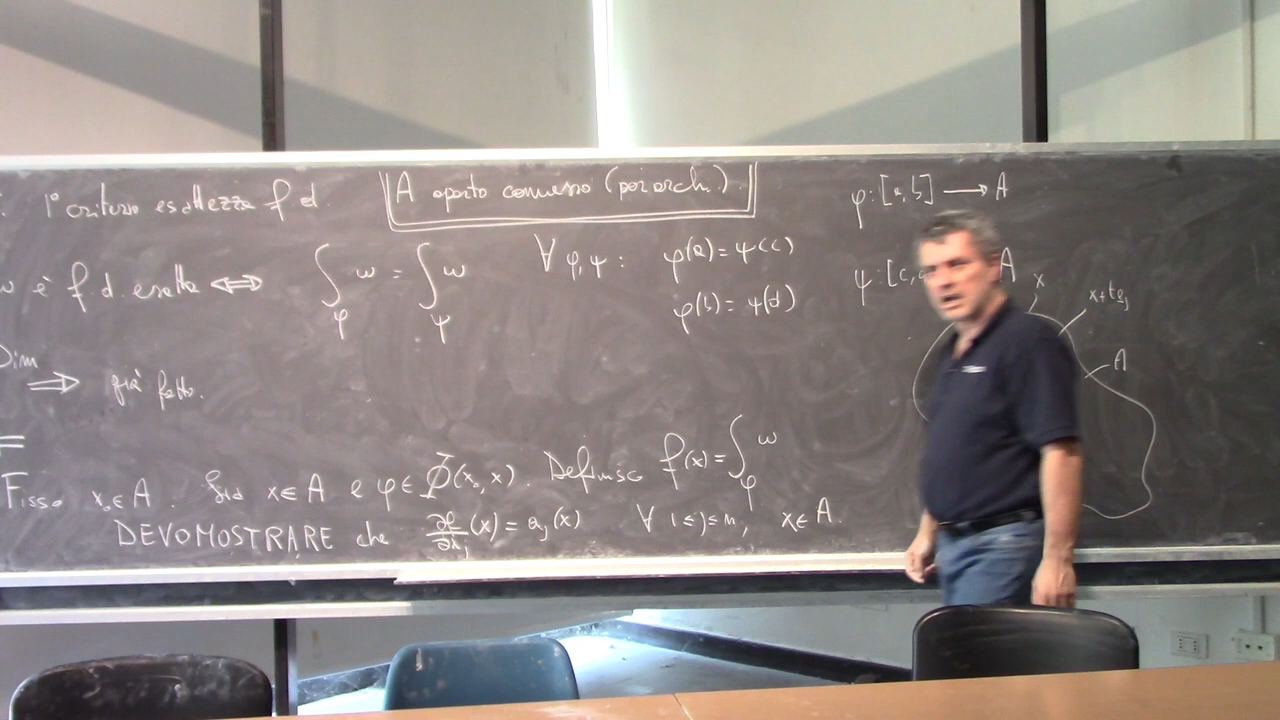 1° criterio esattezza f d.
A aperto connesso (per archi)
φ:[a,b] → A
ω è f. d. esatta ⇔ ∫_φ ω = ∫_ψ ω ∀ φ,ψ : φ(a)=ψ(c)
φ(b)=ψ(d)
ψ:[c, A
x
x+te_j
A
Dim
⇒ già fatto.
Fisso x₀∈A. Sia x∈A e φ∈Φ(x₀,x). Definisco f(x)=∫_φ ω
DEVO MOSTRARE che ∂f/∂x_j (x) = a_j(x) ∀ 1≤j≤n, x∈A.